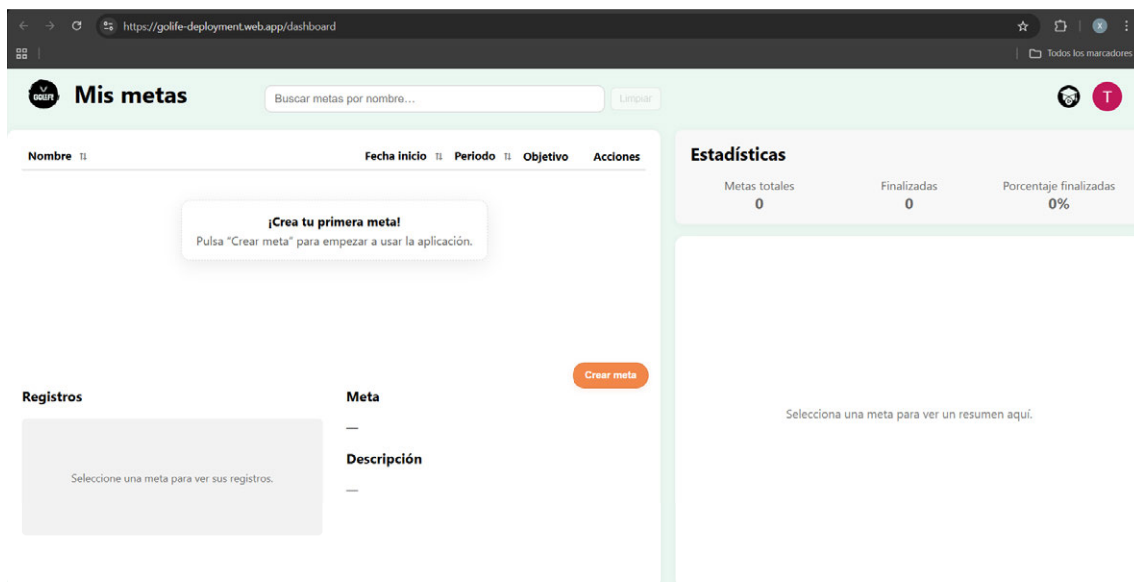 https://golife-deployment.web.app/dashboard
X
Todos los marcadores
GOLIFE
Mis metas
Buscar metas por nombre...
Limpiar
T
Nombre
Fecha inicio
Periodo
Objetivo
Acciones
¡Crea tu primera meta!
Pulsa “Crear meta” para empezar a usar la aplicación.
Crear meta
Registros
Seleccione una meta para ver sus registros.
Meta
—
Descripción
—
Estadísticas
Metas totales
0
Finalizadas
0
Porcentaje finalizadas
0%
Selecciona una meta para ver un resumen aquí.